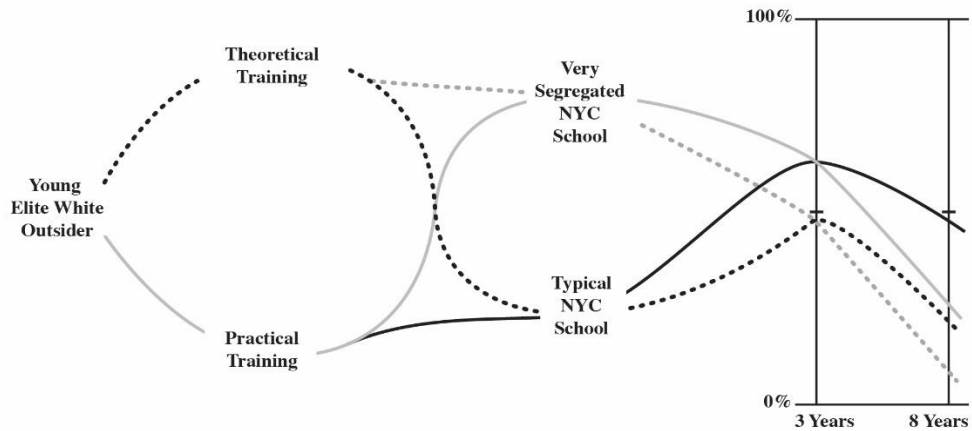 Theoretical
Training
Very
Segregated
NYC
School
Young
Elite White
Outsider
Typical
NYC
School
Practical
Training
100%
0%
3 Years
8 Years